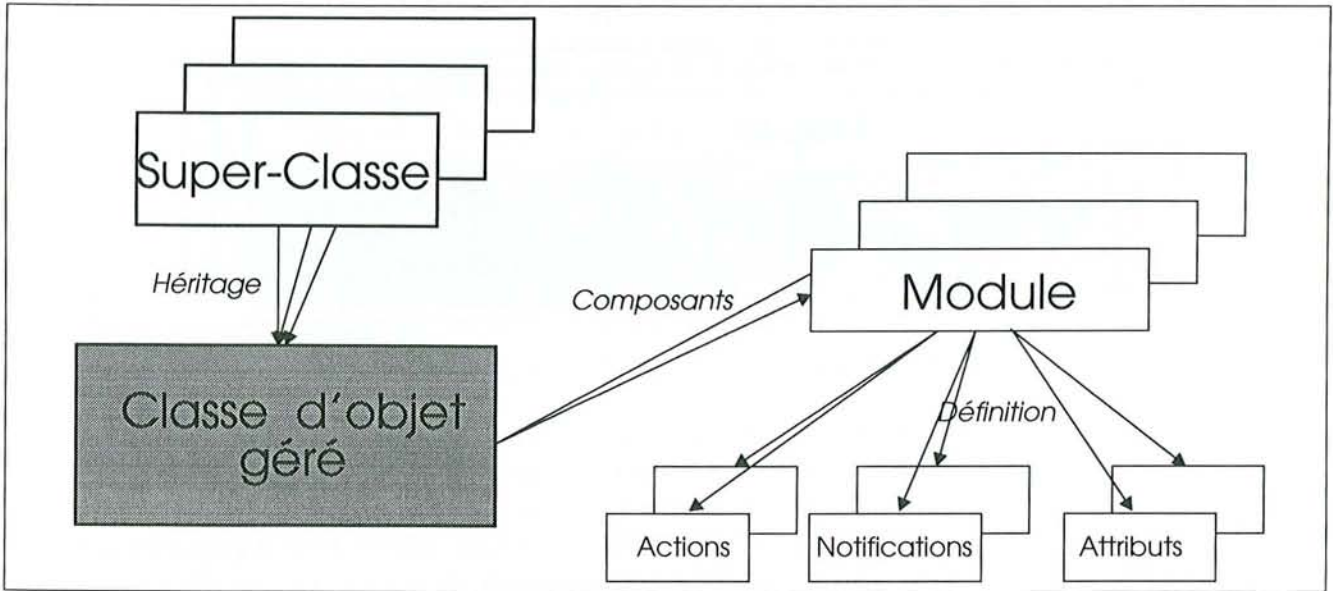 Super-Classe
Héritage
Composants
Module
Classe d'objet
géré
Définition
Actions
Notifications
Attributs